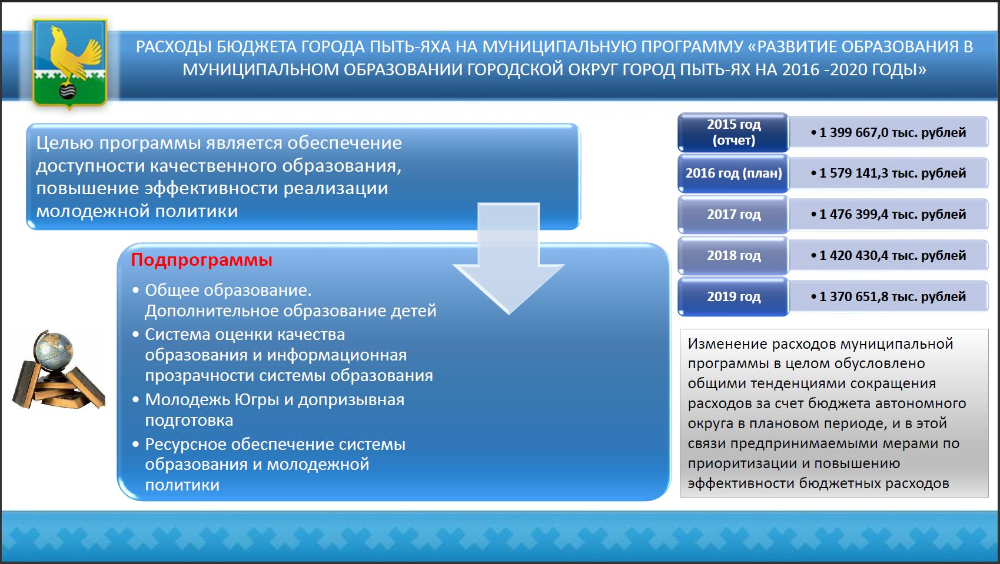 РАСХОДЫ БЮДЖЕТА ГОРОДА ПЫТЬ-ЯХА НА МУНИЦИПАЛЬНУЮ ПРОГРАММУ «РАЗВИТИЕ ОБРАЗОВАНИЯ В
МУНИЦИПАЛЬНОМ ОБРАЗОВАНИИ ГОРОДСКОЙ ОКРУГ ГОРОД ПЫТЬ-ЯХ НА 2016 -2020 ГОДЫ»
Целью программы является обеспечение
доступности качественного образования,
повышение эффективности реализации
молодежной политики
Подпрограммы
• Общее образование.
Дополнительное образование детей
• Система оценки качества
образования и информационная
прозрачности системы образования
• Молодежь Югры и допризывная
подготовка
• Ресурсное обеспечение системы
образования и молодежной
политики
2015 год
(отчет)
• 1 399 667,0 тыс. рублей
2016 год (план)
• 1 579 141,3 тыс. рублей
2017 год
• 1 476 399,4 тыс. рублей
2018 год
• 1 420 430,4 тыс. рублей
2019 год
• 1 370 651,8 тыс. рублей
Изменение расходов муниципальной
программы в целом обусловлено
общими тенденциями сокращения
расходов за счет бюджета автономного
округа в плановом периоде, и в этой
связи предпринимаемыми мерами по
приоритизации и повышению
эффективности бюджетных расходов